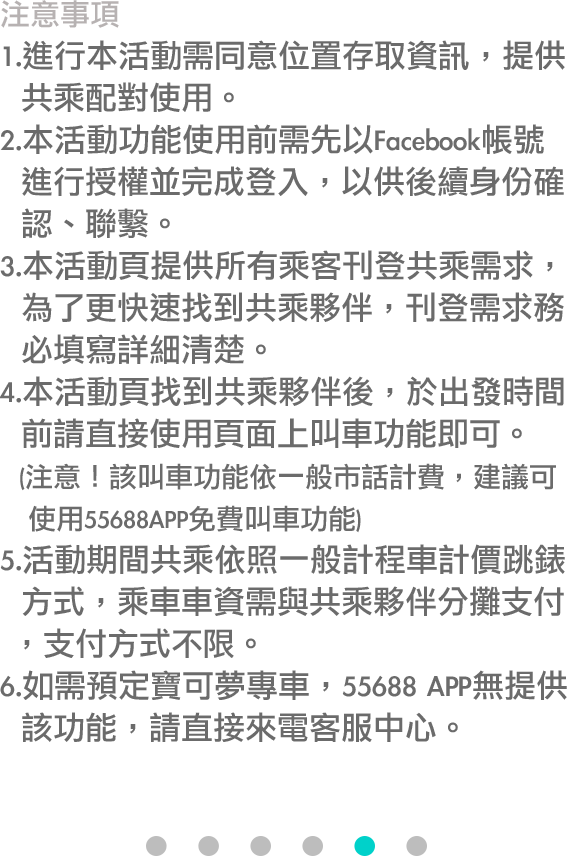 注意事項
1.進行本活動需同意位置存取資訊，提供
共乘配對使用。
2.本活動功能使用前需先以Facebook帳號
進行授權並完成登入，以供後續身份確
認、聯繫。
3.本活動頁提供所有乘客刊登共乘需求，
為了更快速找到共乘夥伴，刊登需求務
必填寫詳細清楚。
4.本活動頁找到共乘夥伴後，於出發時間
前請直接使用頁面上叫車功能即可。
(注意！該叫車功能依一般市話計費，建議可
使用55688APP免費叫車功能)
5.活動期間共乘依照一般計程車計價跳錶
方式，乘車車資需與共乘夥伴分攤支付
，支付方式不限。
6.如需預定寶可夢專車，55688 APP無提供
該功能，請直接來電客服中心。